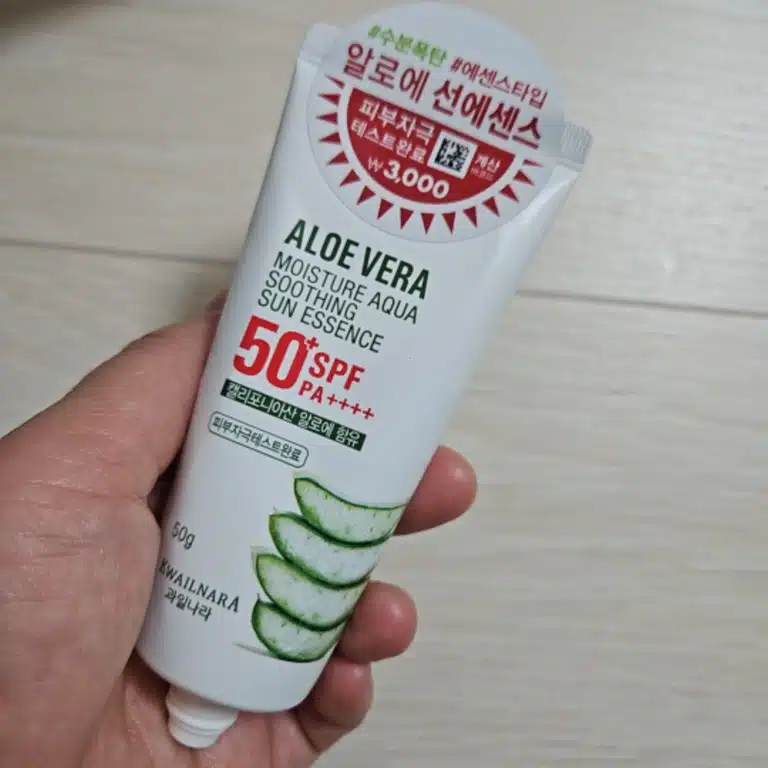 #수분폭탄 #에센스타입
알로에 선에센스
피부자극
테스트완료
계산
₩3,000
ALOE VERA
MOISTURE AQUA
SOOTHING
SUN ESSENCE
50+ SPF
PA++++
캘리포니아산 알로에 함유
피부자극테스트완료
50g
KWAILNARA
과일나라